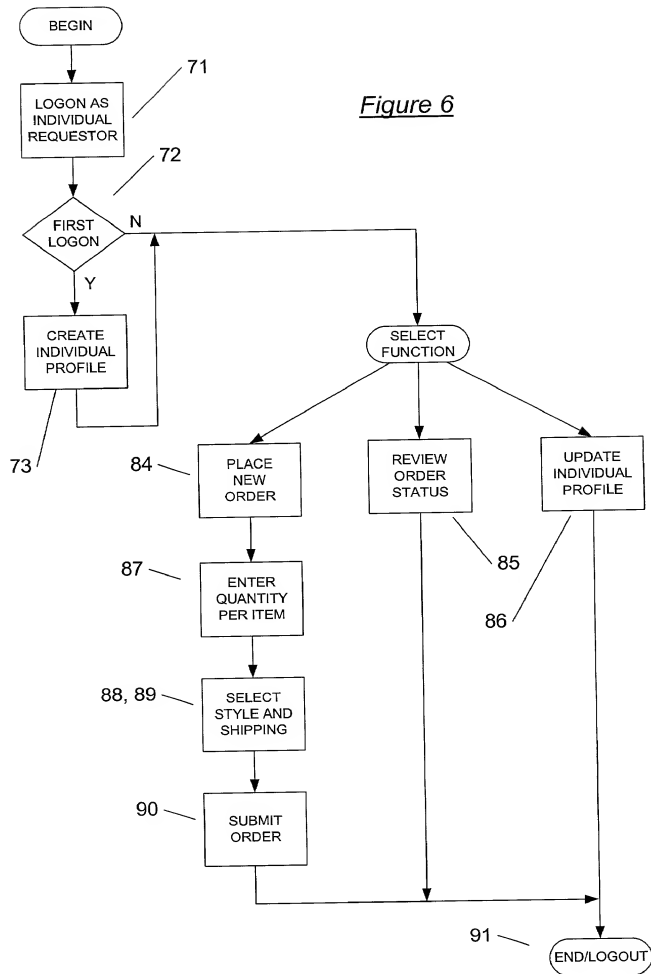 BEGIN
71
LOGON AS
INDIVIDUAL
REQUESTOR
Figure 6
72
FIRST
LOGON
N
Y
CREATE
INDIVIDUAL
PROFILE
73
SELECT
FUNCTION
84
PLACE
NEW
ORDER
REVIEW
ORDER
STATUS
85
UPDATE
INDIVIDUAL
PROFILE
86
87
ENTER
QUANTITY
PER ITEM
88, 89
SELECT
STYLE AND
SHIPPING
90
SUBMIT
ORDER
91
END/LOGOUT